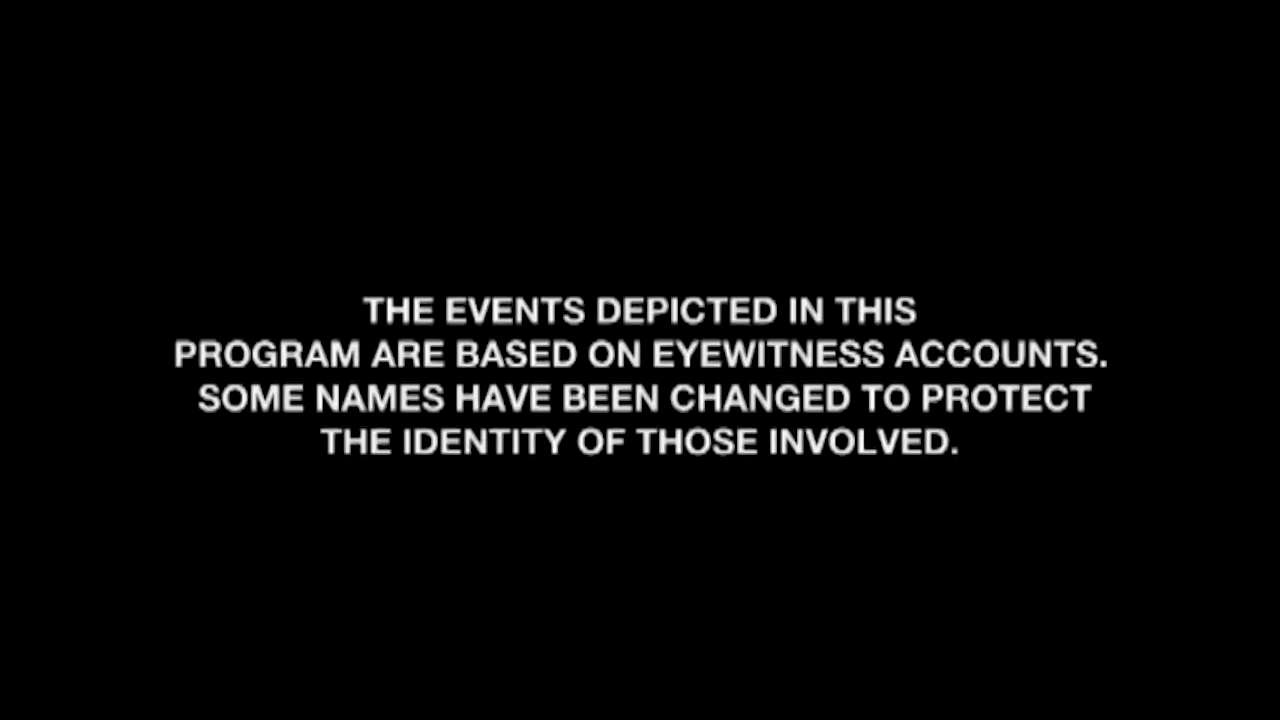 THE EVENTS DEPICTED IN THIS
PROGRAM ARE BASED ON EYEWITNESS ACCOUNTS.
SOME NAMES HAVE BEEN CHANGED TO PROTECT
THE IDENTITY OF THOSE INVOLVED.